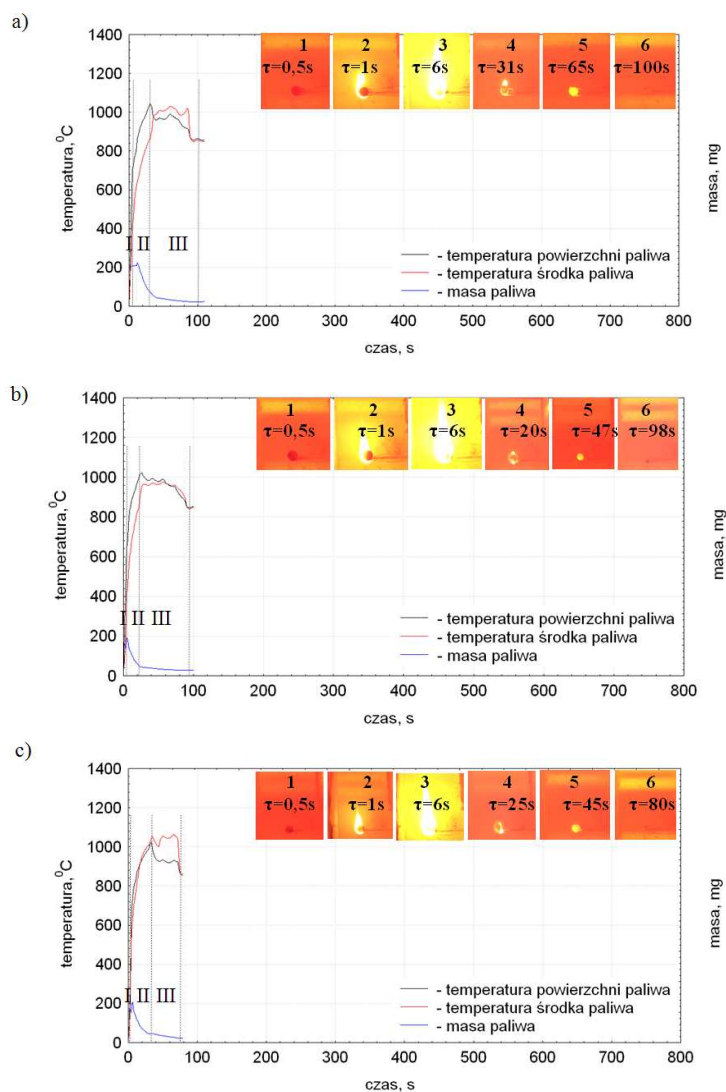 a)
1400
1200
1000
800
600
400
200
0
temperatura, ⁰C
1 2 3 4 5 6
τ=0,5s τ=1s τ=6s τ=31s τ=65s τ=100s
I II III
- temperatura powierzchni paliwa
- temperatura środka paliwa
- masa paliwa
0 100 200 300 400 500 600 700 800
czas, s
masa, mg
b)
1400
1200
1000
800
600
400
200
0
temperatura, ⁰C
1 2 3 4 5 6
τ=0,5s τ=1s τ=6s τ=20s τ=47s τ=98s
I II III
- temperatura powierzchni paliwa
- temperatura środka paliwa
- masa paliwa
0 100 200 300 400 500 600 700 800
czas, s
masa, mg
c)
1400
1200
1000
800
600
400
200
0
temperatura, ⁰C
1 2 3 4 5 6
τ=0,5s τ=1s τ=6s τ=25s τ=45s τ=80s
I II III
- temperatura powierzchni paliwa
- temperatura środka paliwa
- masa paliwa
0 100 200 300 400 500 600 700 800
czas, s
masa, mg